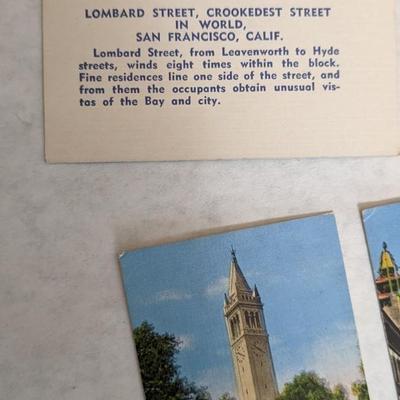 LOMBARD STREET, CROOKEDEST STREET
IN WORLD,
SAN FRANCISCO, CALIF.
Lombard Street, from Leavenworth to Hyde
streets, winds eight times within the block.
Fine residences line one side of the street, and
from them the occupants obtain unusual vis-
tas of the Bay and city.